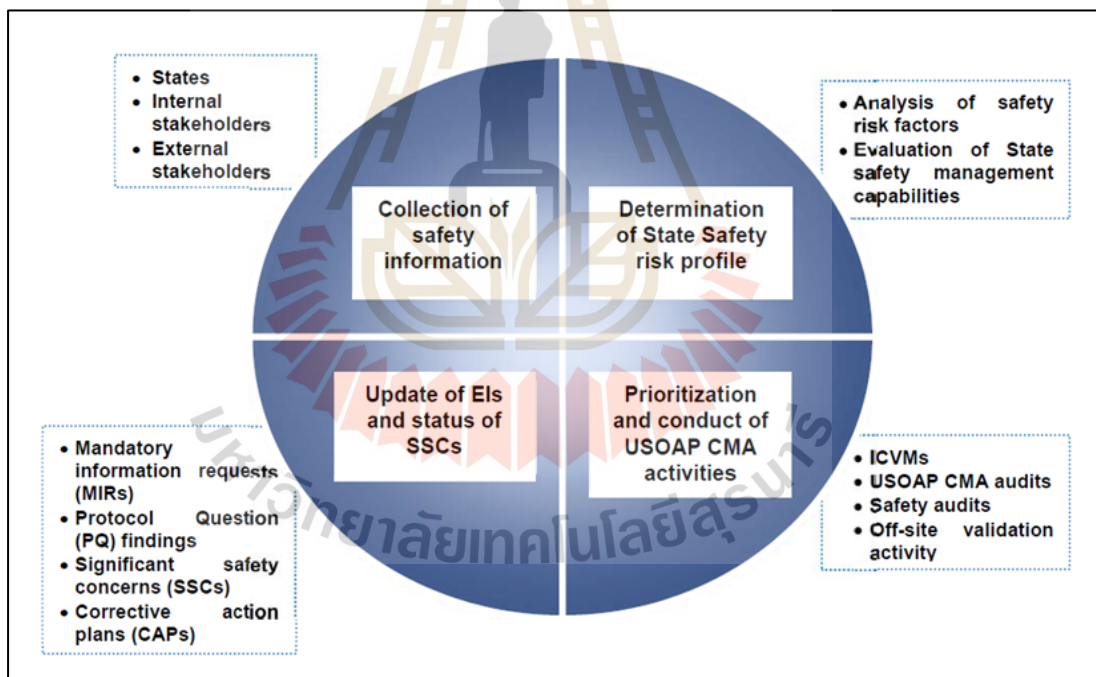 • States
• Internal
stakeholders
• External
stakeholders
• Analysis of safety
risk factors
• Evaluation of State
safety management
capabilities
Collection of
safety
information
Determination
of State Safety
risk profile
Update of EIs
and status of
SSCs
Prioritization
and conduct of
USOAP CMA
activities
• Mandatory
information requests
(MIRs)
• Protocol Question
(PQ) findings
• Significant safety
concerns (SSCs)
• Corrective action
plans (CAPs)
• ICVMs
• USOAP CMA audits
• Safety audits
• Off-site validation
activity
มหาวิทยาลัยเทคโนโลยีสุรนารี